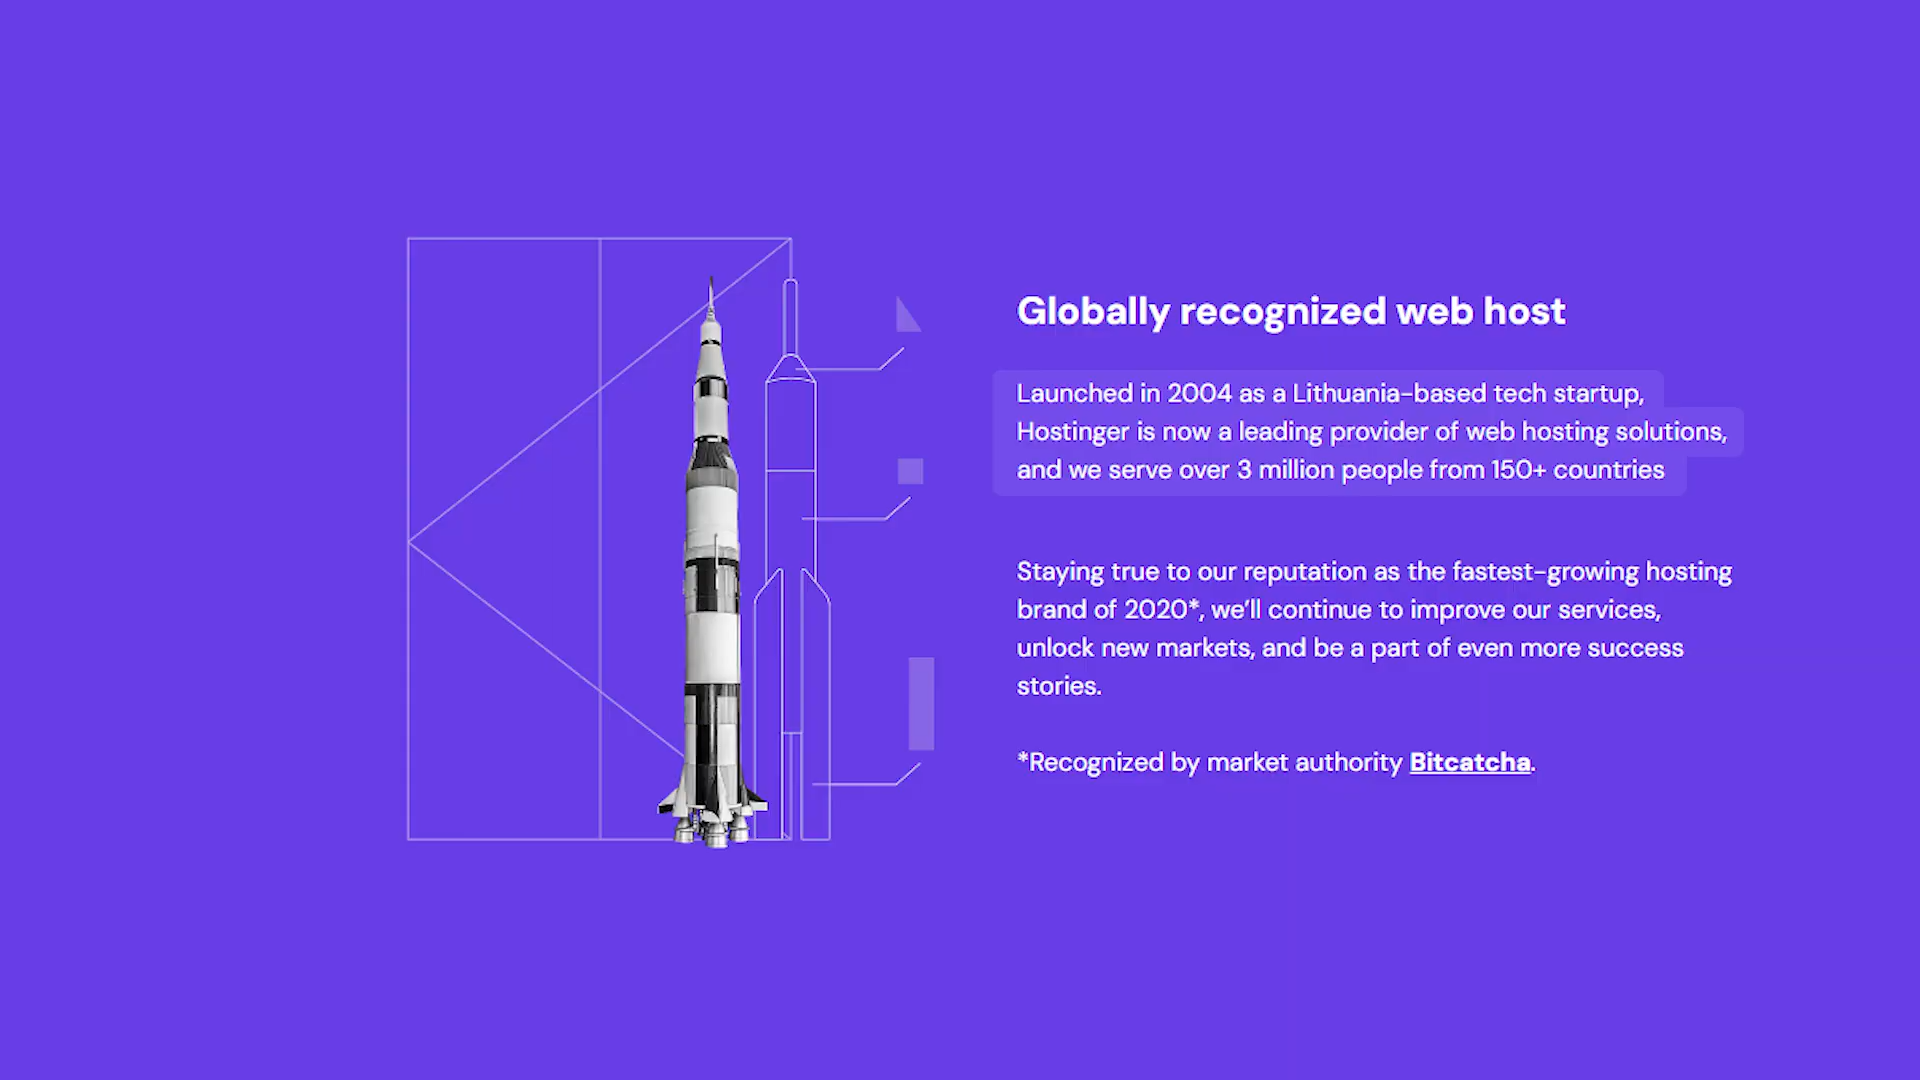 Globally recognized web host
Launched in 2004 as a Lithuania-based tech startup,
Hostinger is now a leading provider of web hosting solutions,
and we serve over 3 million people from 150+ countries
Staying true to our reputation as the fastest-growing hosting
brand of 2020*, we’ll continue to improve our services,
unlock new markets, and be a part of even more success
stories.
*Recognized by market authority Bitcatcha.